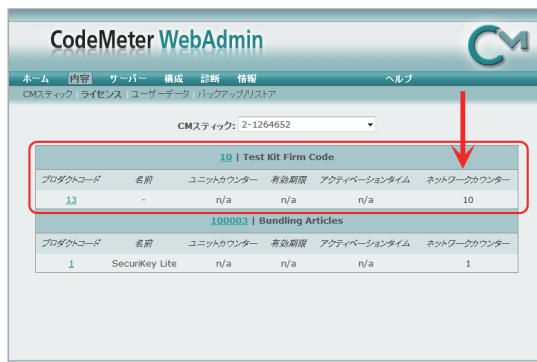 CodeMeter WebAdmin
CM
ホーム 内容 サーバー 構成 診断 情報 ヘルプ
CMスティック | ライセンス | ユーザーデータ | バックアップ/リストア
CMスティック: 2-1264652
10 | Test Kit Firm Code
プロダクトコード 名前 ユニットカウンター 有効期限 アクティベーションタイム ネットワークカウンター
13 - n/a n/a n/a 10
100003 | Bundling Articles
プロダクトコード 名前 ユニットカウンター 有効期限 アクティベーションタイム ネットワークカウンター
1 SecuriKey Lite n/a n/a n/a 1